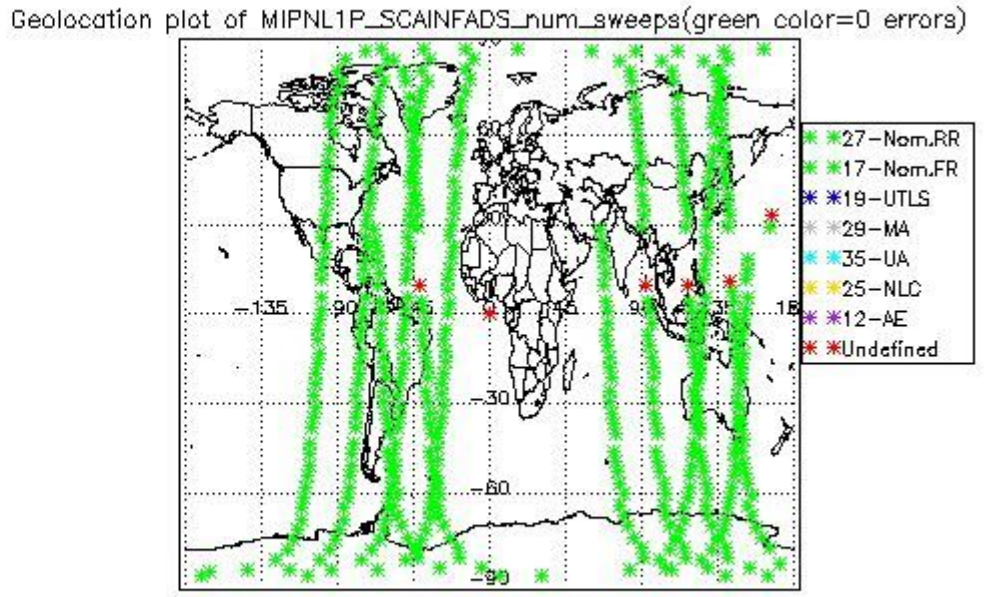 Geolocation plot of MIPNL1P_SCAINFADS_num_sweeps(green color=0 errors)
60
-135
-30
-60
-90
27-Nom.RR
17-Nom.FR
19-UTLS
29-MA
35-UA
25-NLC
12-AE
Undefined